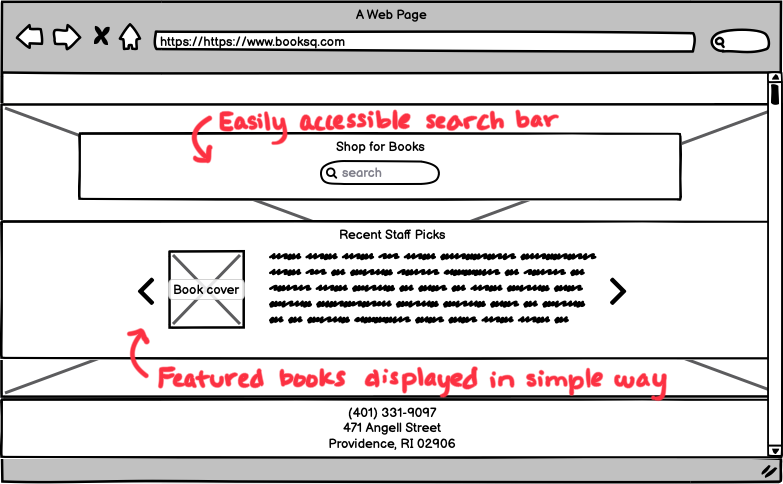 A Web Page
https://https://www.booksq.com
Easily accessible search bar
Shop for Books
search
Recent Staff Picks
Book cover
Featured books displayed in simple way
(401) 331-9097
471 Angell Street
Providence, RI 02906